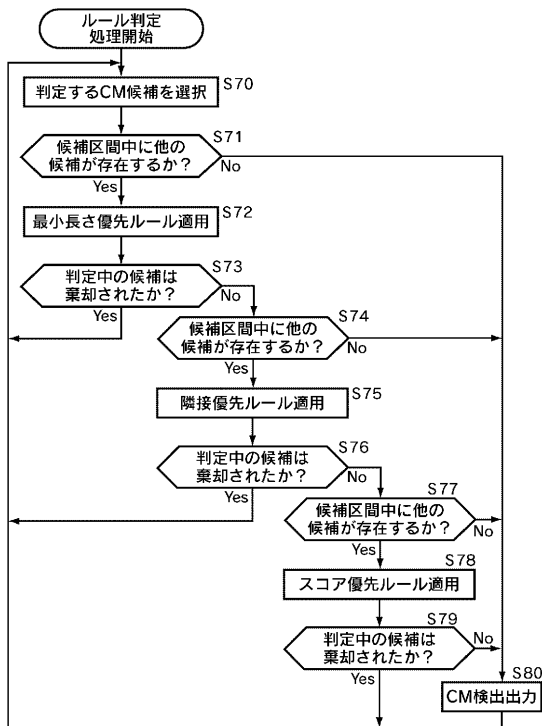 ルール判定
処理開始
S70
判定するCM候補を選択
S71
候補区間中に他の
候補が存在するか？
No
Yes
S72
最小長さ優先ルール適用
S73
判定中の候補は
棄却されたか？
No
Yes
S74
候補区間中に他の
候補が存在するか？
No
Yes
S75
隣接優先ルール適用
S76
判定中の候補は
棄却されたか？
No
Yes
S77
候補区間中に他の
候補が存在するか？
No
Yes
S78
スコア優先ルール適用
S79
判定中の候補は
棄却されたか？
No
Yes
S80
CM検出出力